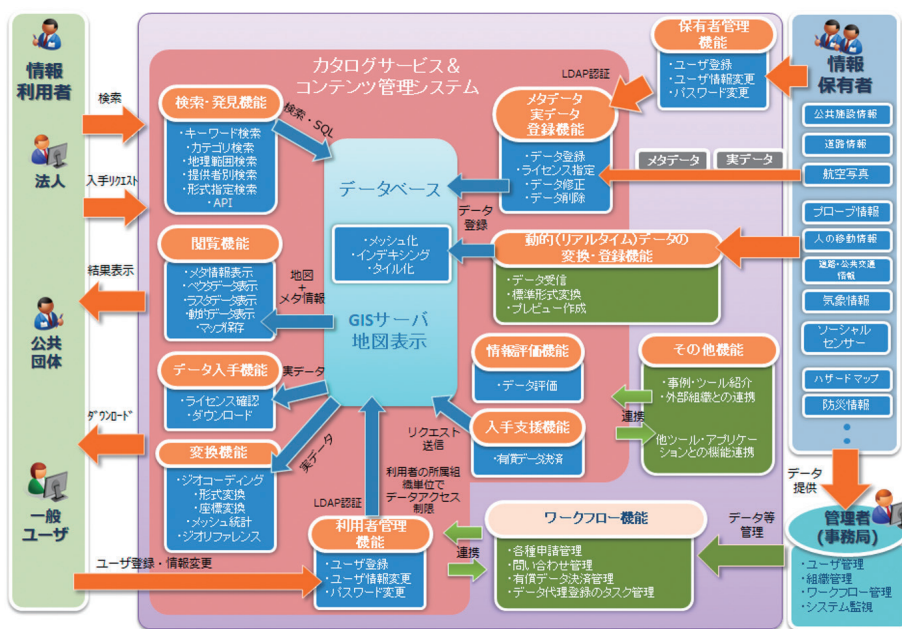 情報
利用者
検索
法人
入手リクエスト
結果表示
公共
団体
ダウンロード
一般
ユーザ
ユーザ登録・情報変更
カタログサービス＆
コンテンツ管理システム
検索・発見機能
・キーワード検索
・カテゴリ検索
・地理範囲検索
・提供者別検索
・形式指定検索
・API
検索・SQL
閲覧機能
・メタ情報表示
・ベクタデータ表示
・ラスタデータ表示
・動的データ表示
・マップ保存
地図
＋
メタ情報
データ入手機能
・ライセンス確認
・ダウンロード
実データ
変換機能
・ジオコーディング
・形式変換
・座標変換
・メッシュ統計
・ジオリファレンス
実データ
データベース
・メッシュ化
・インデキシング
・タイル化
GISサーバ
地図表示
LDAP認証
メタデータ
実データ
登録機能
・データ登録
・ライセンス指定
・データ修正
・データ削除
データ
登録
動的(リアルタイム)データの
変換・登録機能
・データ受信
・標準形式変換
・プレビュー作成
情報評価機能
・データ評価
入手支援機能
・有償データ決済
リクエスト
送信
利用者の所属組
織単位で
データアクセス
制限
LDAP認証
利用者管理
機能
・ユーザ登録
・ユーザ情報変更
・パスワード変更
連携
ワークフロー機能
・各種申請管理
・問い合わせ管理
・有償データ決済管理
・データ代理登録のタスク管理
その他機能
・事例・ツール紹介
・外部組織との連携
他ツール・アプリケー
ションとの機能連携
連携
保有者管理
機能
・ユーザ登録
・ユーザ情報変更
・パスワード変更
メタデータ
実データ
情報
保有者
公共施設情報
道路情報
航空写真
プローブ情報
人の移動情報
道路・公共交通
情報
気象情報
ソーシャル
センサー
ハザードマップ
防災情報
データ
提供
データ等
管理
管理者
(事務局)
・ユーザ管理
・組織管理
・ワークフロー管理
・システム監視